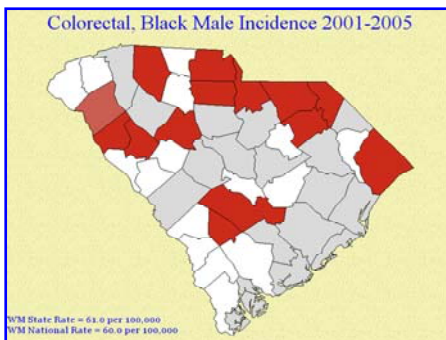 Colorectal, Black Male Incidence 2001-2005
WM State Rate = 61.0 per 100,000
WM National Rate = 60.0 per 100,000